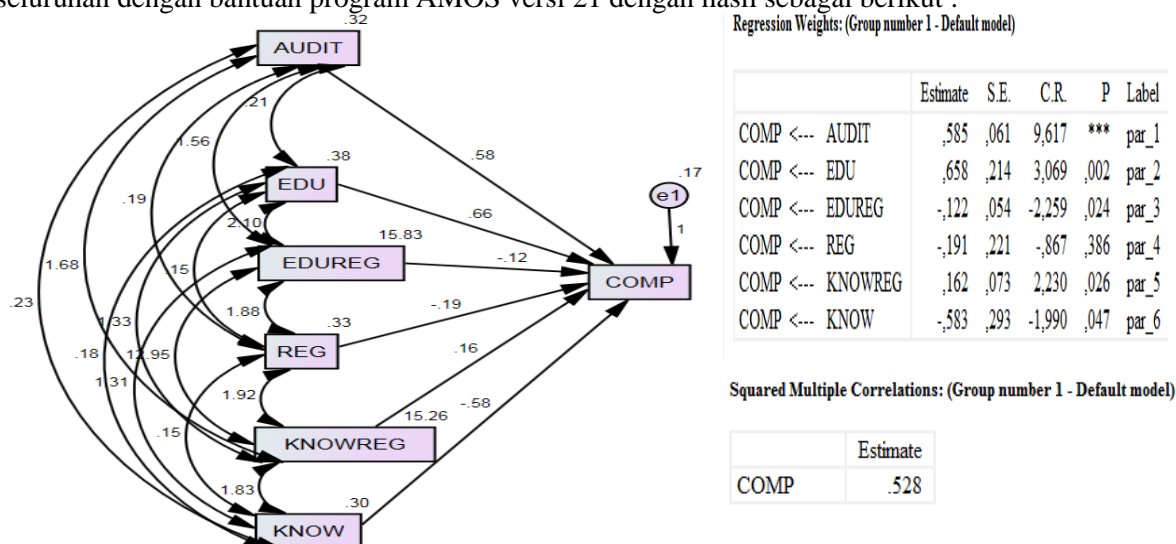 seluruhan dengan bantuan program AMOS versi 21 dengan hasil sebagai berikut :
.32
AUDIT
.21
1.56
.58
.38
EDU
.17
e1
1
.19
.66
2.10
15.83
EDUREG
-.12
COMP
1.68
.15
.23
1.88
-.19
.33
REG
1.33
.18
12.95
.16
1.31
1.92
-.58
15.26
KNOWREG
.15
1.83
.30
KNOW
Regression Weights: (Group number 1 - Default model)
Estimate S.E. C.R. P Label
COMP <--- AUDIT ,585 ,061 9,617 *** par_1
COMP <--- EDU ,658 ,214 3,069 ,002 par_2
COMP <--- EDUREG -,122 ,054 -2,259 ,024 par_3
COMP <--- REG -,191 ,221 -,867 ,386 par_4
COMP <--- KNOWREG ,162 ,073 2,230 ,026 par_5
COMP <--- KNOW -,583 ,293 -1,990 ,047 par_6
Squared Multiple Correlations: (Group number 1 - Default model)
Estimate
COMP .528